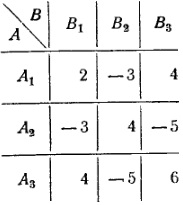 B
A B₁ B₂ B₃
A₁ 2 —3 4
A₂ —3 4 —5
A₃ 4 —5 6